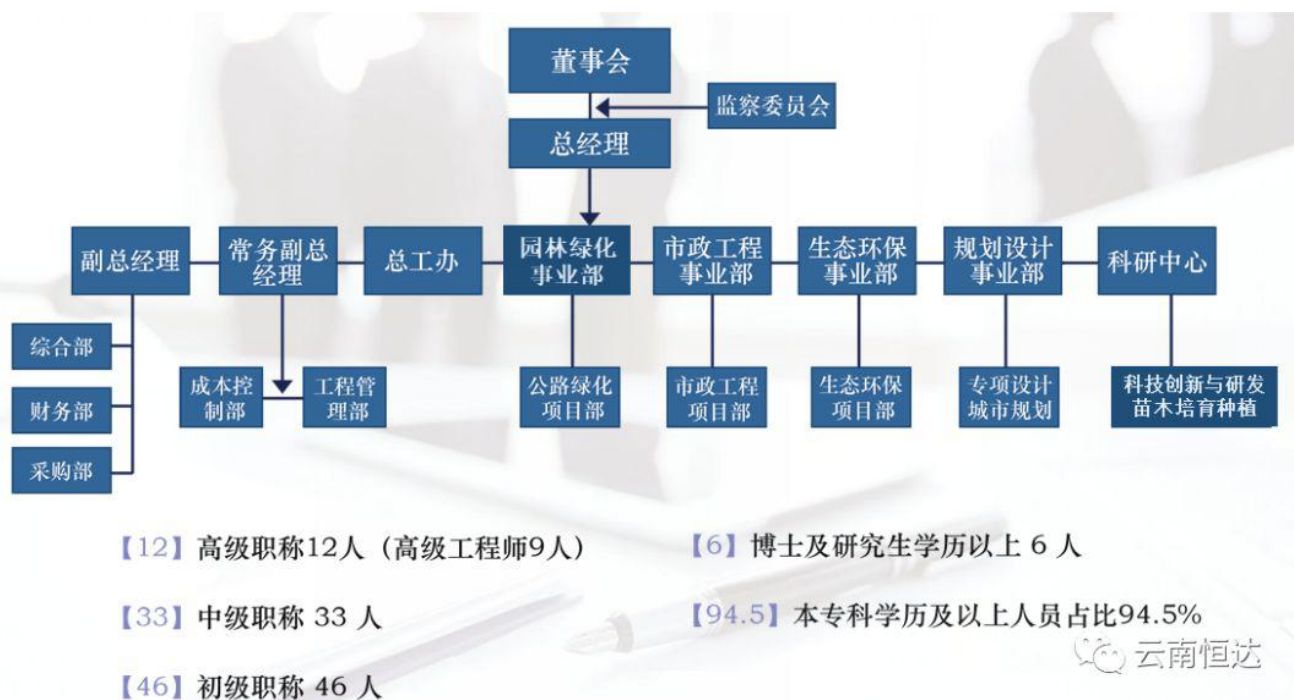 董事会
监察委员会
总经理
副总经理
常务副总
经理
总工办
园林绿化
事业部
市政工程
事业部
生态环保
事业部
规划设计
事业部
科研中心
综合部
财务部
采购部
成本控
制部
工程管
理部
公路绿化
项目部
市政工程
项目部
生态环保
项目部
专项设计
城市规划
科技创新与研发
苗木培育种植
【12】高级职称12人（高级工程师9人）
【6】博士及研究生学历以上 6 人
【33】中级职称 33 人
【94.5】本专科学历及以上人员占比94.5%
【46】初级职称 46 人
云南恒达